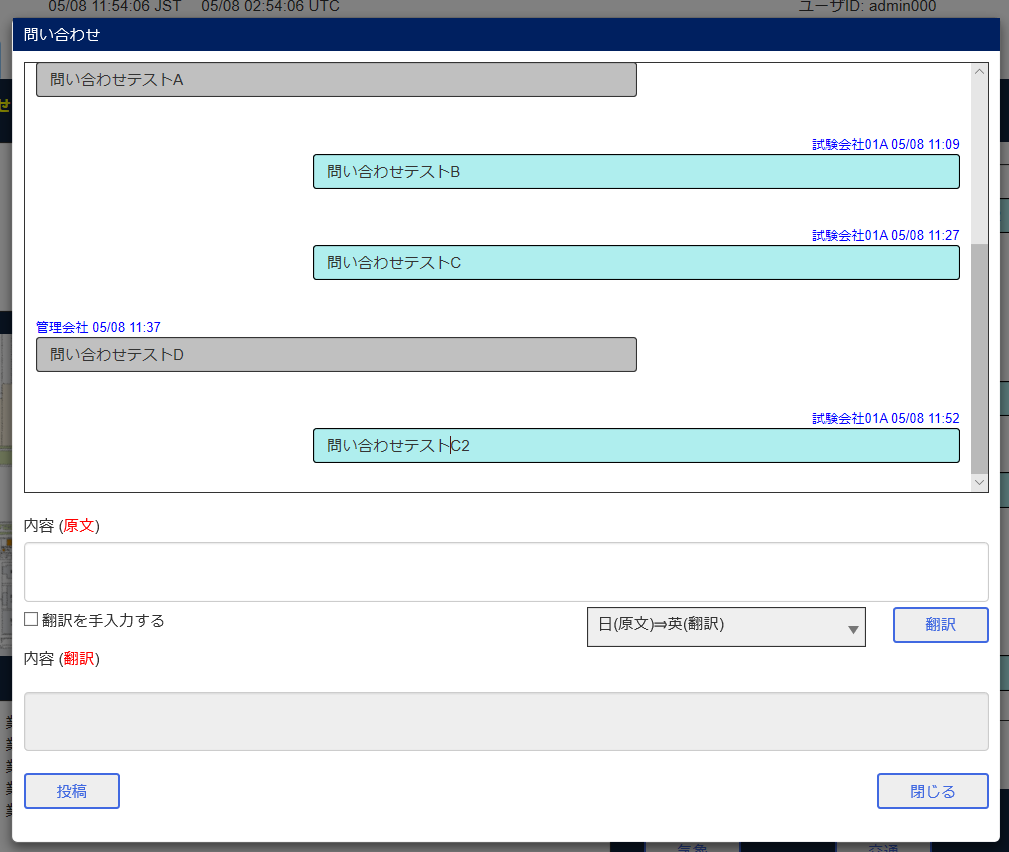 05/08 11:54:06 JST 05/08 02:54:06 UTC ユーザID: admin000
問い合わせ
問い合わせテストA
試験会社01A 05/08 11:09
問い合わせテストB
試験会社01A 05/08 11:27
問い合わせテストC
管理会社 05/08 11:37
問い合わせテストD
試験会社01A 05/08 11:52
問い合わせテストC2
内容 (原文)
翻訳を手入力する
日(原文)⇒英(翻訳)
翻訳
内容 (翻訳)
投稿
閉じる
気象 交通